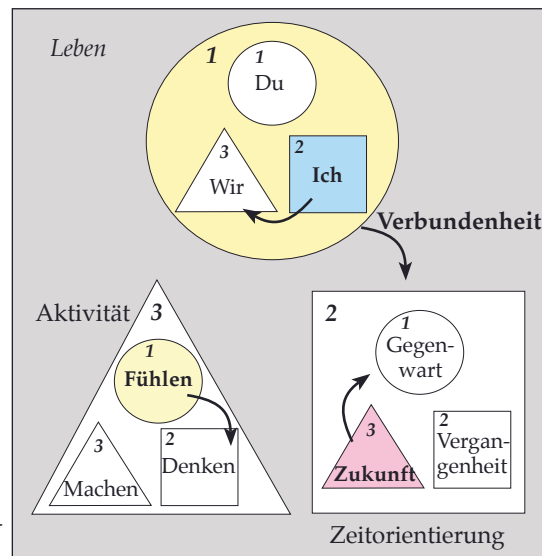 Leben
1
1
Du
3
Wir
2
Ich
Verbundenheit
Aktivität
3
1
Fühlen
3
Machen
2
Denken
2
1
Gegen-
wart
3
Zukunft
2
Vergan-
genheit
Zeitorientierung